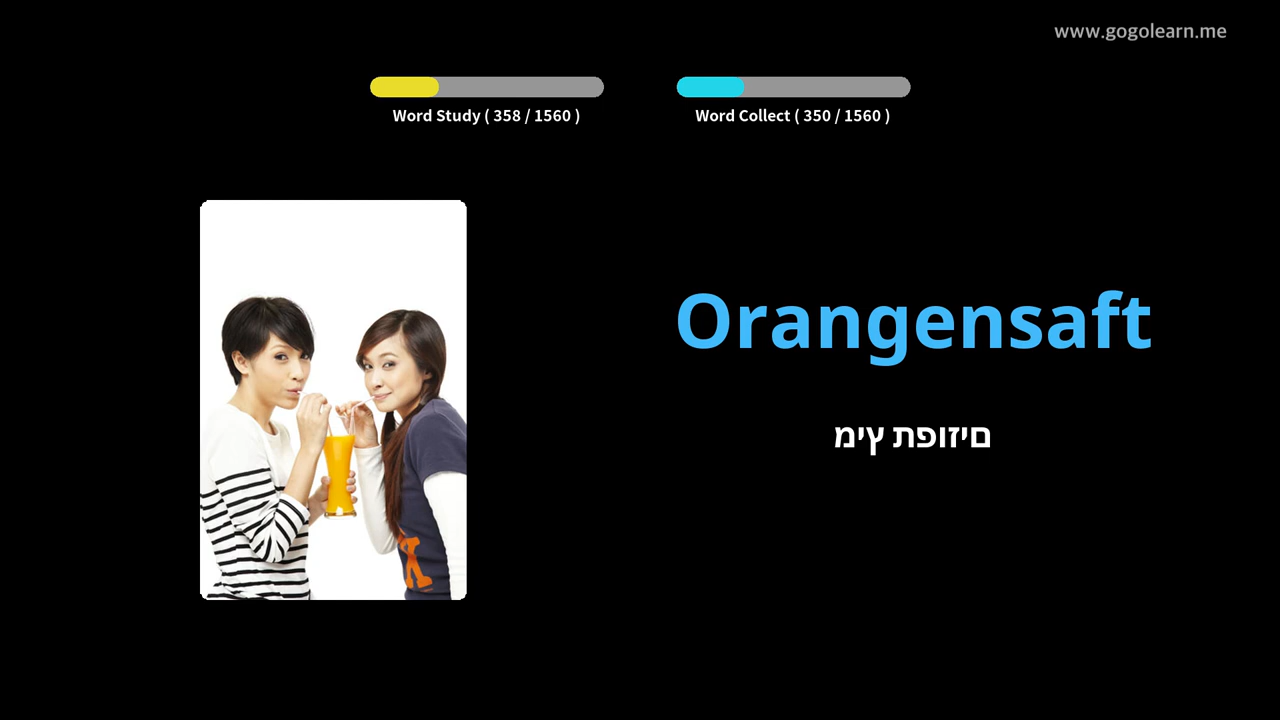 www.gogolearn.me
Word Study ( 358 / 1560 )
Word Collect ( 350 / 1560 )
Orangensaft
מיץ תפוזים